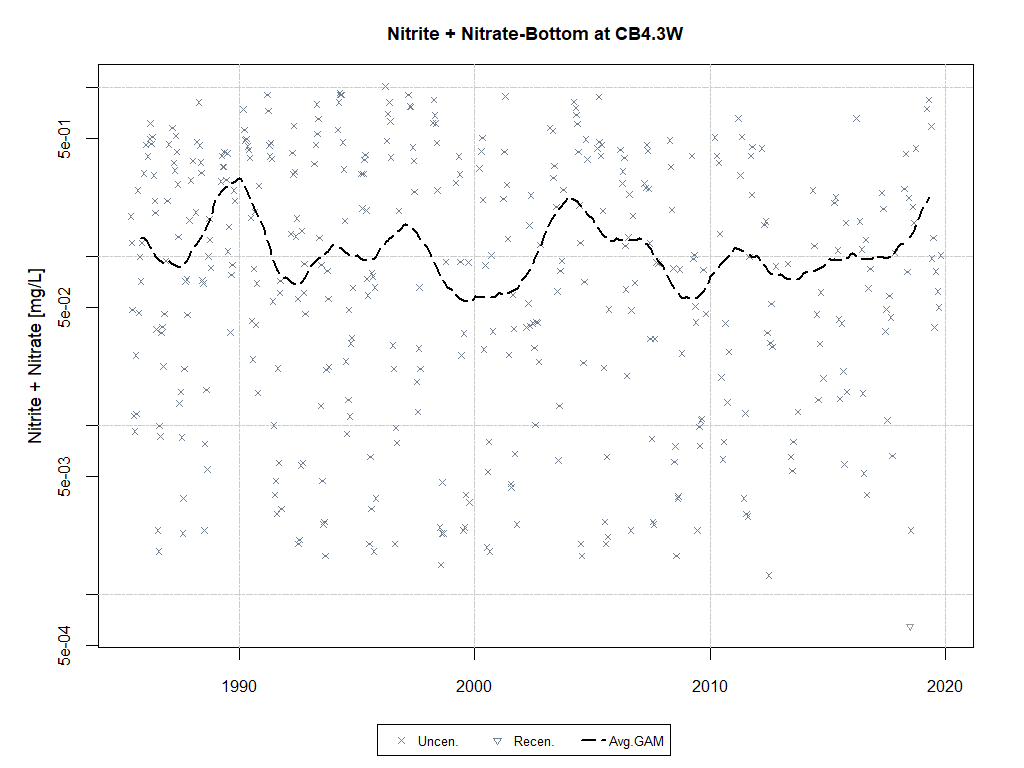 Nitrite + Nitrate-Bottom at CB4.3W
Nitrite + Nitrate [mg/L]
5e-01
5e-02
5e-03
5e-04
1990 2000 2010 2020
Uncen. Recen. Avg.GAM